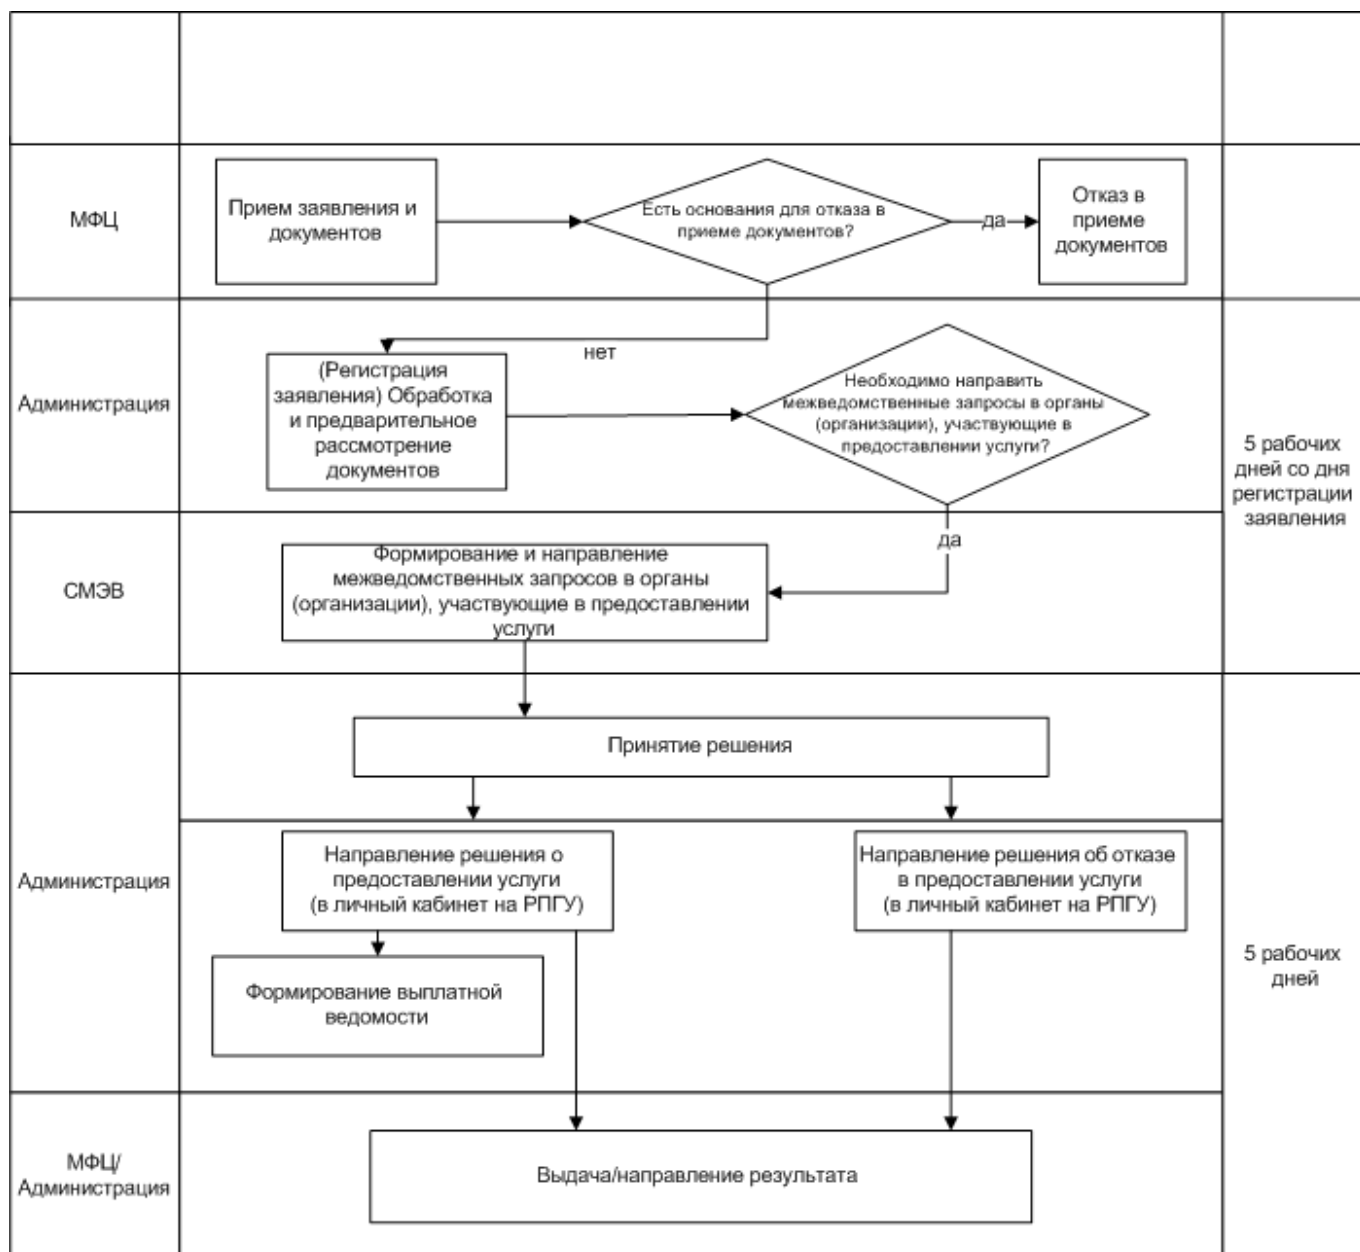 МФЦ
Прием заявления и
документов
Есть основания для отказа в
приеме документов?
да
Отказ в
приеме
документов
нет
Администрация
(Регистрация
заявления) Обработка
и предварительное
рассмотрение
документов
Необходимо направить
межведомственные запросы в органы
(организации), участвующие в
предоставлении услуги?
5 рабочих
дней со дня
регистрации
заявления
да
СМЭВ
Формирование и направление
межведомственных запросов в органы
(организации), участвующие в предоставлении
услуги
Принятие решения
Администрация
Направление решения о
предоставлении услуги
(в личный кабинет на РПГУ)
Направление решения об отказе
в предоставлении услуги
(в личный кабинет на РПГУ)
5 рабочих
дней
Формирование выплатной
ведомости
МФЦ/
Администрация
Выдача/направление результата